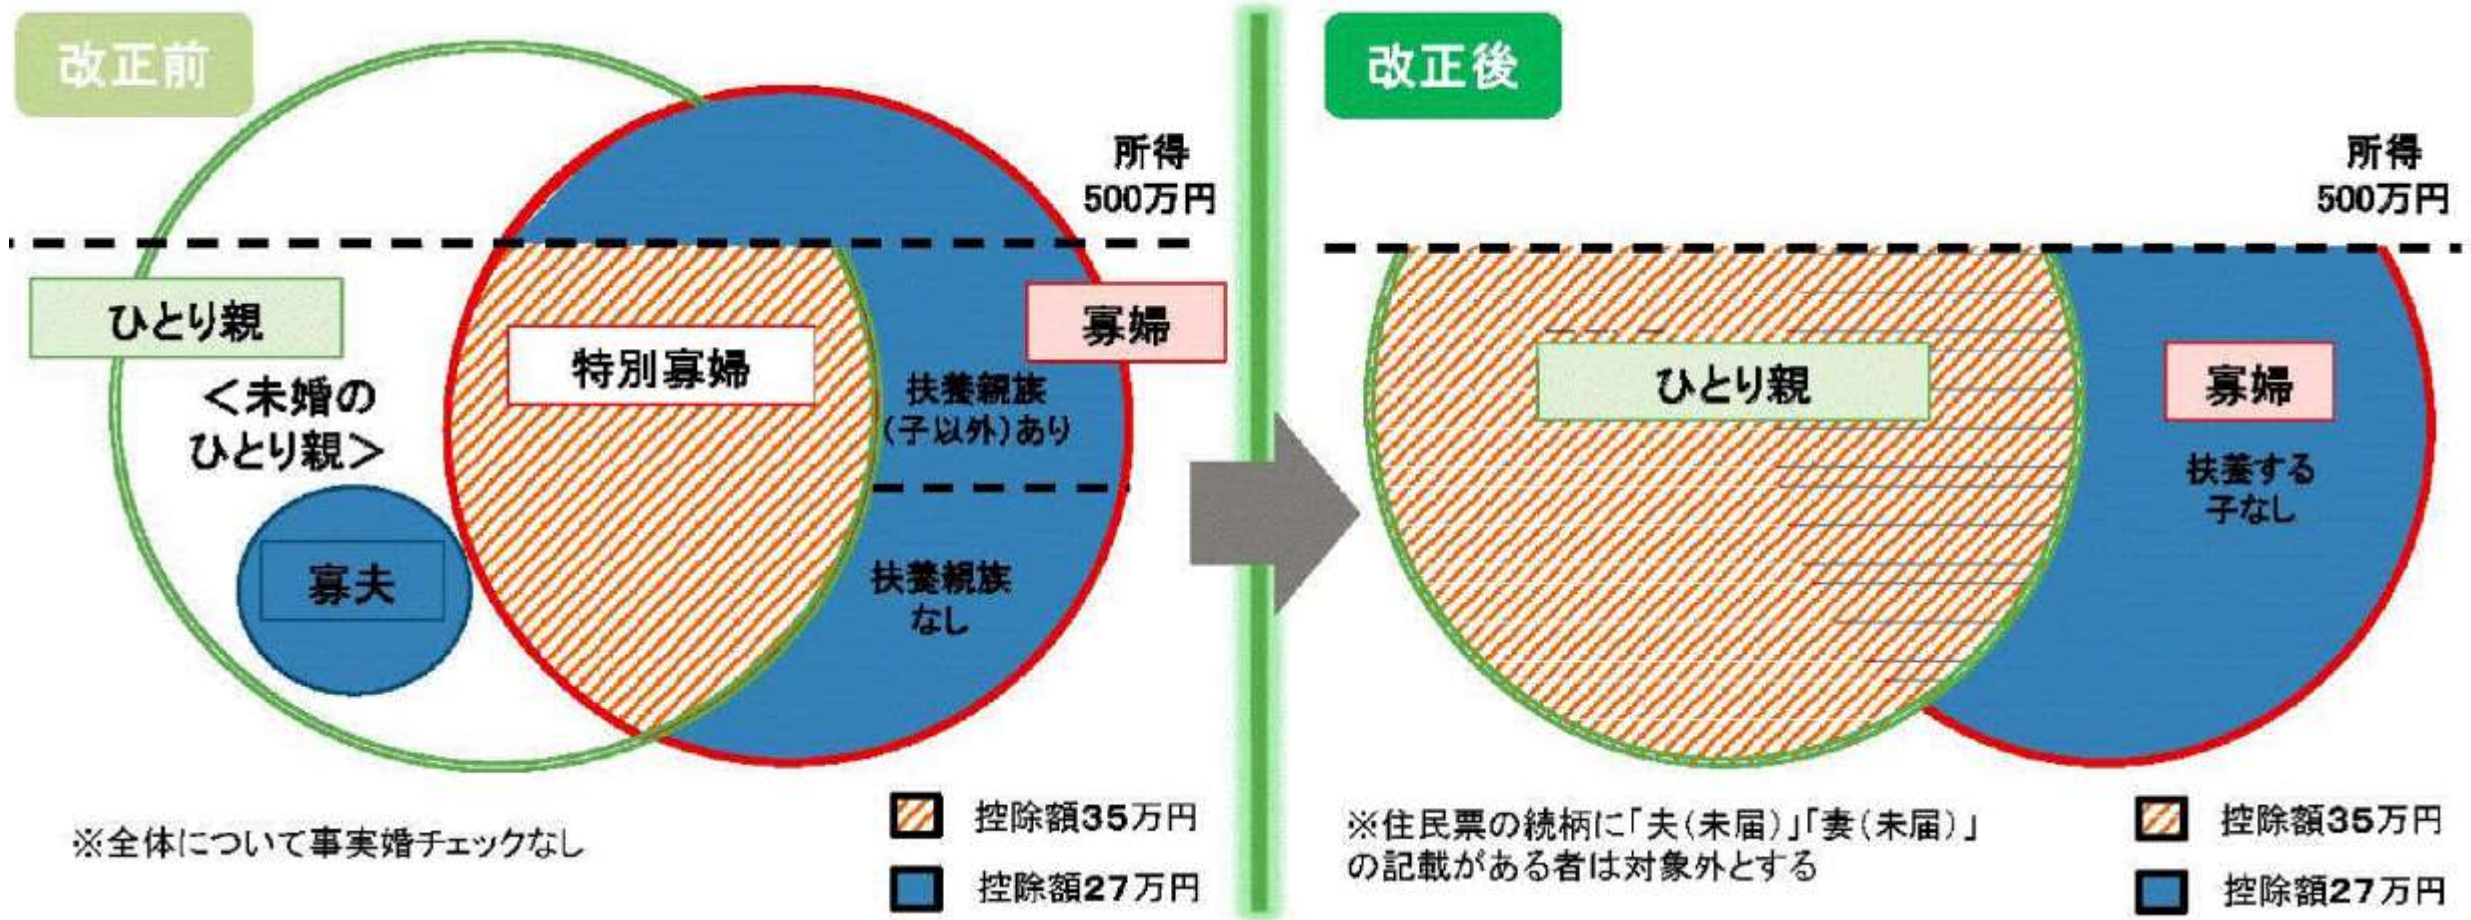 改正前
所得
500万円
ひとり親
<未婚の
ひとり親>
特別寡婦
寡婦
扶養親族
(子以外)あり
寡夫
扶養親族
なし
※全体について事実婚チェックなし
控除額35万円
控除額27万円
改正後
所得
500万円
ひとり親
寡婦
扶養する
子なし
※住民票の続柄に「夫(未届)」「妻(未届)」
の記載がある者は対象外とする
控除額35万円
控除額27万円